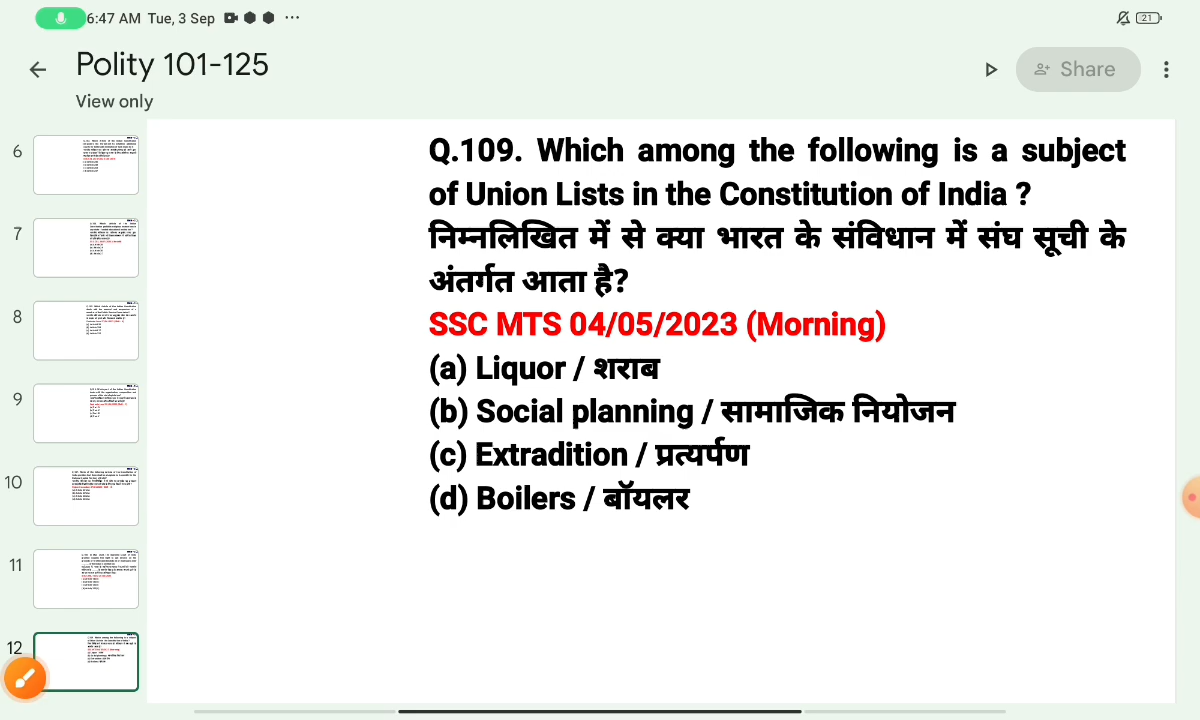 6:47 AM Tue, 3 Sep
21
Polity 101-125
Share
View only
6
7
8
9
10
11
12
Q.109. Which among the following is a subject
of Union Lists in the Constitution of India ?
निम्नलिखित में से क्या भारत के संविधान में संघ सूची के
अंतर्गत आता है?
SSC MTS 04/05/2023 (Morning)
(a) Liquor / शराब
(b) Social planning / सामाजिक नियोजन
(c) Extradition / प्रत्यर्पण
(d) Boilers / बॉयलर